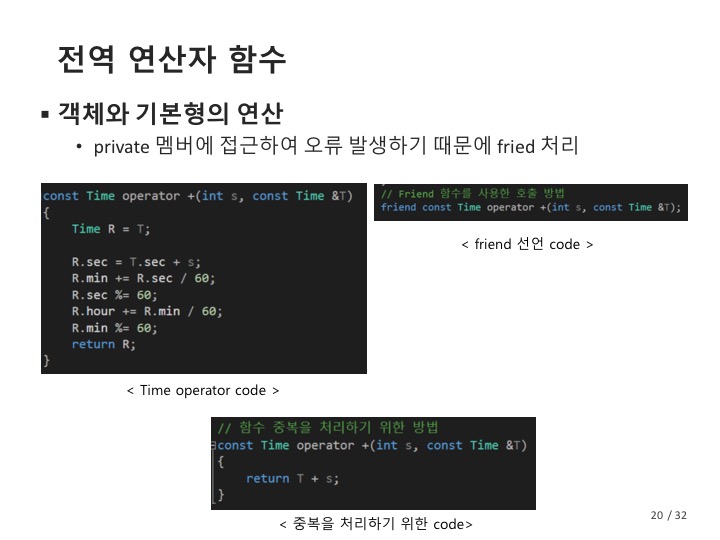 전역 연산자 함수
▪ 객체와 기본형의 연산
• private 멤버에 접근하여 오류 발생하기 때문에 fried 처리
const Time operator +(int s, const Time &T)
{
Time R = T;
R.sec = T.sec + s;
R.min += R.sec / 60;
R.sec %= 60;
R.hour += R.min / 60;
R.min %= 60;
return R;
}
< Time operator code >
// Friend 함수를 사용한 호출 방법
friend const Time operator +(int s, const Time &T);
< friend 선언 code >
// 함수 중복을 처리하기 위한 방법
const Time operator +(int s, const Time &T)
{
return T + s;
}
< 중복을 처리하기 위한 code>
20 / 32